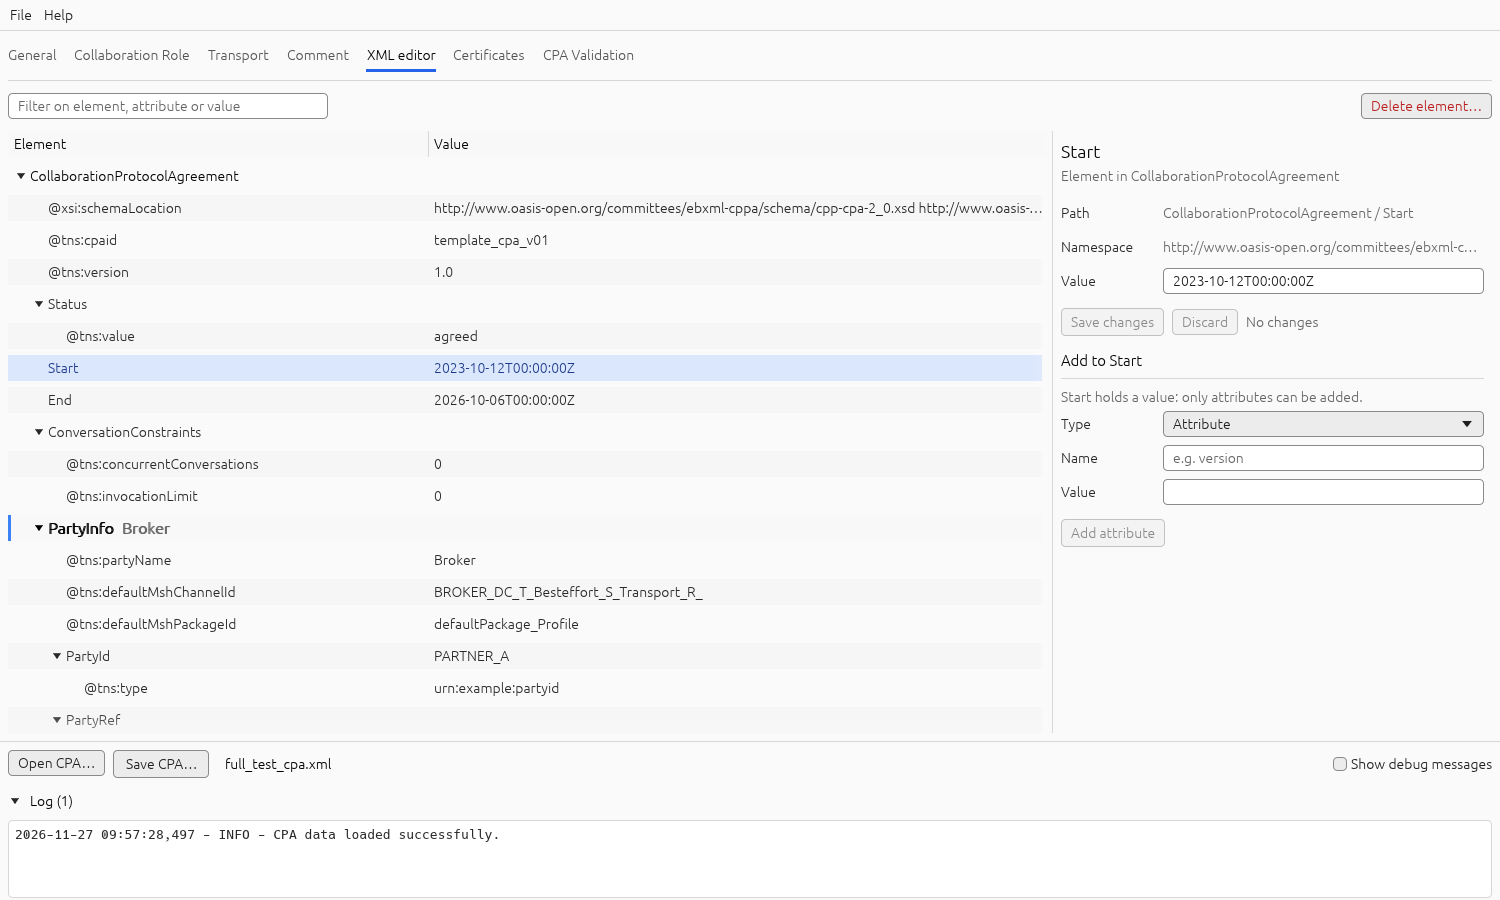 File Help
General Collaboration Role Transport Comment XML editor Certificates CPA Validation
Filter on element, attribute or value
Delete element...
Element Value
CollaborationProtocolAgreement
@xsi:schemaLocation http://www.oasis-open.org/committees/ebxml-cppa/schema/cpp-cpa-2_0.xsd http://www.oasis-...
@tns:cpaid template_cpa_v01
@tns:version 1.0
Status
@tns:value agreed
Start 2023-10-12T00:00:00Z
End 2026-10-06T00:00:00Z
ConversationConstraints
@tns:concurrentConversations 0
@tns:invocationLimit 0
PartyInfo Broker
@tns:partyName Broker
@tns:defaultMshChannelId BROKER_DC_T_Besteffort_S_Transport_R_
@tns:defaultMshPackageId defaultPackage_Profile
PartyId PARTNER_A
@tns:type urn:example:partyid
PartyRef
Start
Element in CollaborationProtocolAgreement
Path CollaborationProtocolAgreement / Start
Namespace http://www.oasis-open.org/committees/ebxml-c...
Value 2023-10-12T00:00:00Z
Save changes Discard No changes
Add to Start
Start holds a value: only attributes can be added.
Type Attribute
Name e.g. version
Value
Add attribute
Open CPA... Save CPA... full_test_cpa.xml Show debug messages
Log (1)
2026-11-27 09:57:28,497 - INFO - CPA data loaded successfully.